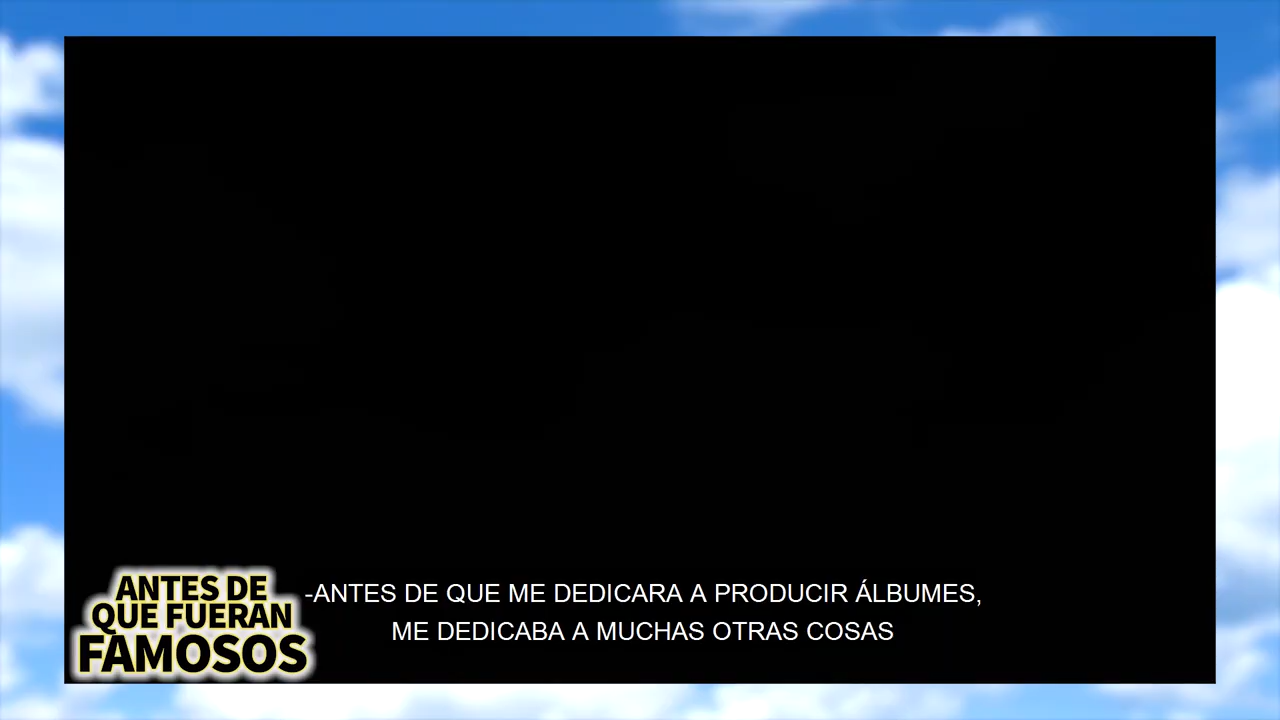 -ANTES DE QUE ME DEDICARA A PRODUCIR ÁLBUMES,
ME DEDICABA A MUCHAS OTRAS COSAS
ANTES DE
QUE FUERAN
FAMOSOS